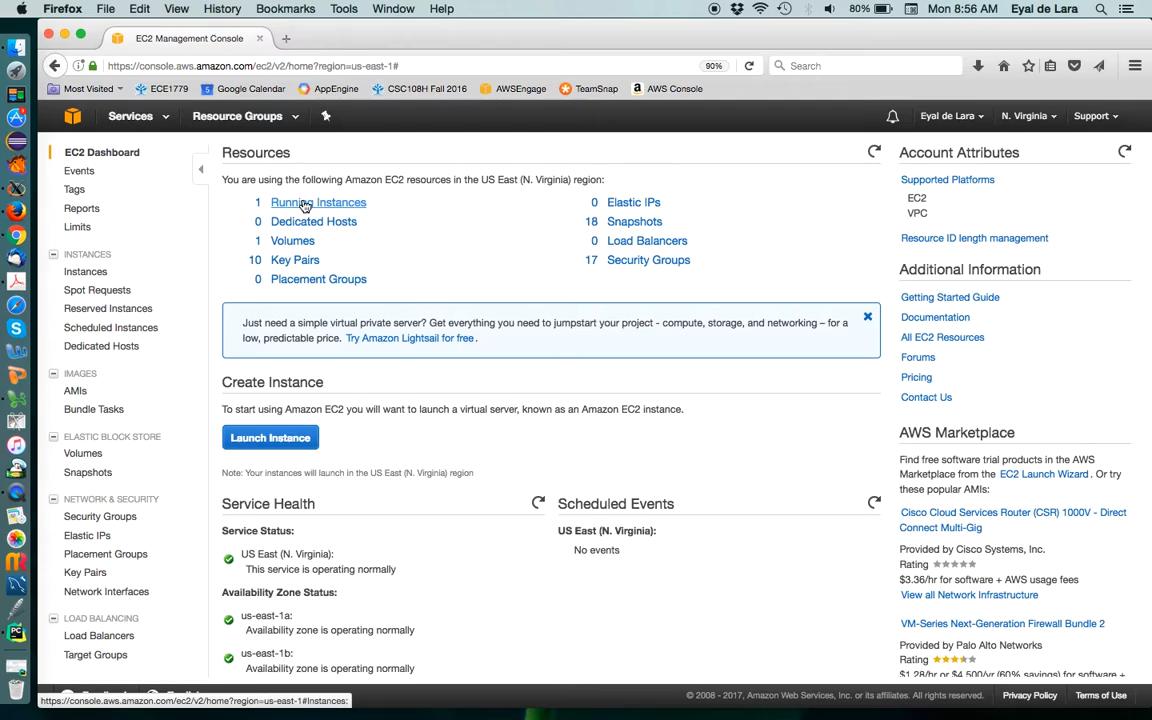 Firefox File Edit View History Bookmarks Tools Window Help 80% Mon 8:56 AM Eyal de Lara
EC2 Management Console
https://console.aws.amazon.com/ec2/v2/home?region=us-east-1# 90% Search
Most Visited ECE1779 Google Calendar AppEngine CSC108H Fall 2016 AWSEngage TeamSnap AWS Console
Services Resource Groups Eyal de Lara N. Virginia Support
EC2 Dashboard
Events
Tags
Reports
Limits
INSTANCES
Instances
Spot Requests
Reserved Instances
Scheduled Instances
Dedicated Hosts
IMAGES
AMIs
Bundle Tasks
ELASTIC BLOCK STORE
Volumes
Snapshots
NETWORK & SECURITY
Security Groups
Elastic IPs
Placement Groups
Key Pairs
Network Interfaces
LOAD BALANCING
Load Balancers
Target Groups
Resources
You are using the following Amazon EC2 resources in the US East (N. Virginia) region:
1 Running Instances
0 Dedicated Hosts
1 Volumes
10 Key Pairs
0 Placement Groups
0 Elastic IPs
18 Snapshots
0 Load Balancers
17 Security Groups
Just need a simple virtual private server? Get everything you need to jumpstart your project - compute, storage, and networking – for a
low, predictable price. Try Amazon Lightsail for free.
Create Instance
To start using Amazon EC2 you will want to launch a virtual server, known as an Amazon EC2 instance.
Launch Instance
Note: Your instances will launch in the US East (N. Virginia) region
Service Health
Service Status:
US East (N. Virginia):
This service is operating normally
Availability Zone Status:
us-east-1a:
Availability zone is operating normally
us-east-1b:
Availability zone is operating normally
Scheduled Events
US East (N. Virginia):
No events
Account Attributes
Supported Platforms
EC2
VPC
Resource ID length management
Additional Information
Getting Started Guide
Documentation
All EC2 Resources
Forums
Pricing
Contact Us
AWS Marketplace
Find free software trial products in the AWS
Marketplace from the EC2 Launch Wizard. Or try
these popular AMIs:
Cisco Cloud Services Router (CSR) 1000V - Direct
Connect Multi-Gig
Provided by Cisco Systems, Inc.
Rating
$3.36/hr for software + AWS usage fees
View all Network Infrastructure
VM-Series Next-Generation Firewall Bundle 2
Provided by Palo Alto Networks
Rating
$1.28/hr or $4,500/yr (60% savings) for software +
https://console.aws.amazon.com/ec2/v2/home?region=us-east-1#Instances:
© 2008 - 2017, Amazon Web Services, Inc. or its affiliates. All rights reserved. Privacy Policy Terms of Use